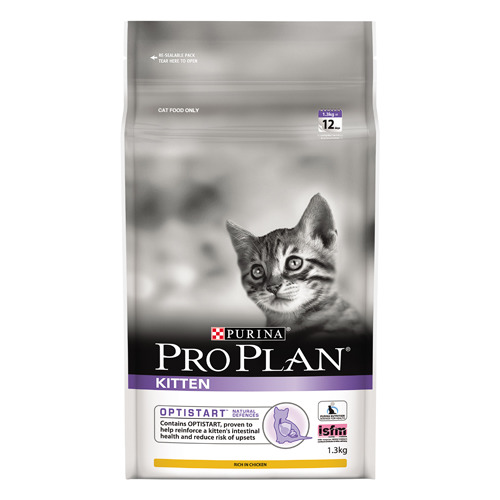 RE-SEALABLE PACK
TEAR HERE TO OPEN
CAT FOOD ONLY
1.3kg =
12
PURINA®
PRO PLAN®
KITTEN
OPTISTART™ NATURAL DEFENCES
Contains OPTISTART, proven to
help reinforce a kitten's intestinal
health and reduce risk of upsets
isfm
1.3kg
RICH IN CHICKEN